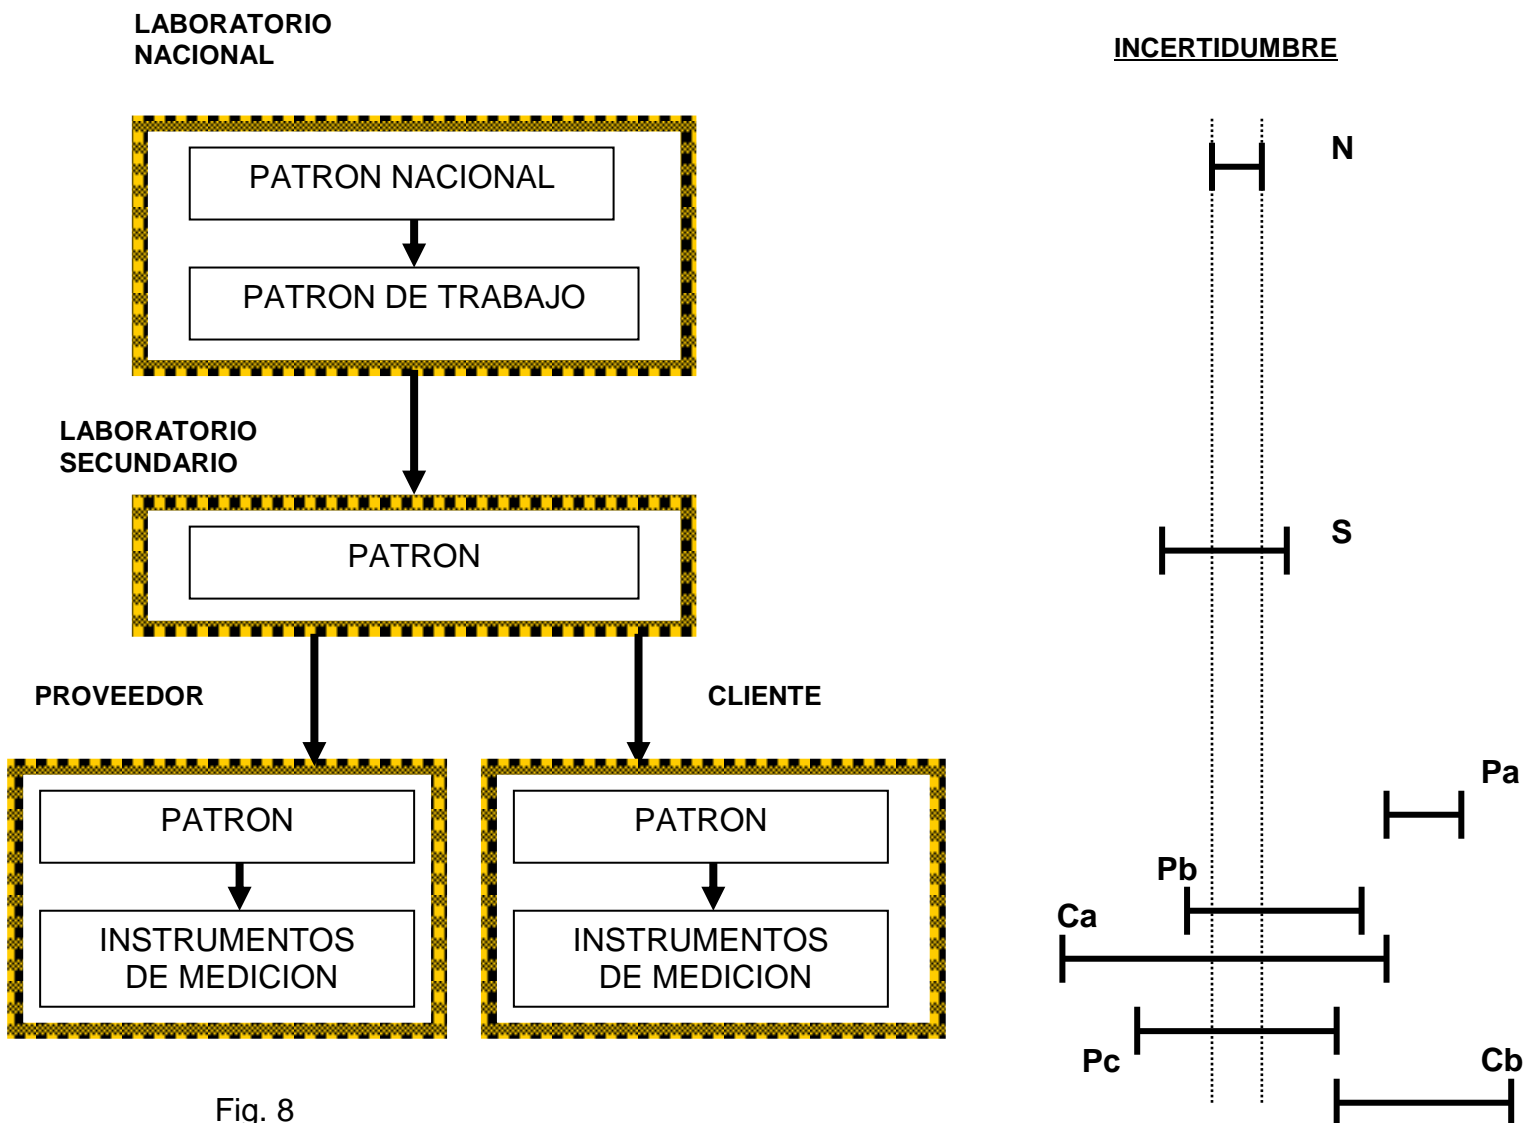 LABORATORIO
NACIONAL
PATRON NACIONAL
PATRON DE TRABAJO
LABORATORIO
SECUNDARIO
PATRON
PROVEEDOR
CLIENTE
PATRON
INSTRUMENTOS
DE MEDICION
PATRON
INSTRUMENTOS
DE MEDICION
Fig. 8
INCERTIDUMBRE
N
S
Pa
Pb
Ca
Pc
Cb